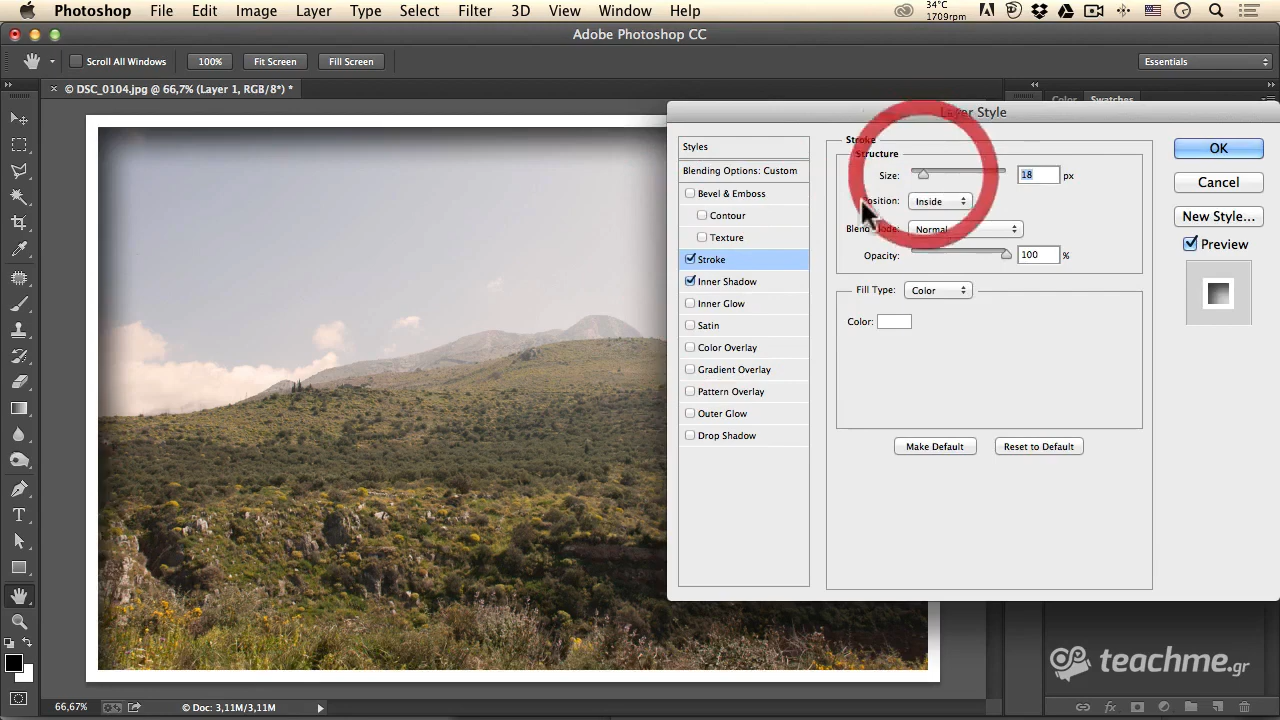 Photoshop File Edit Image Layer Type Select Filter 3D View Window Help
34°C
1709rpm
Adobe Photoshop CC
Scroll All Windows 100% Fit Screen Fill Screen Essentials
× © DSC_0104.jpg @ 66,7% (Layer 1, RGB/8*) *
Color Swatches
Layer Style
Styles
Blending Options: Custom
Bevel & Emboss
Contour
Texture
Stroke
Inner Shadow
Inner Glow
Satin
Color Overlay
Gradient Overlay
Pattern Overlay
Outer Glow
Drop Shadow
Stroke
Structure
Size: 18 px
Position: Inside
Blend Mode: Normal
Opacity: 100 %
Fill Type: Color
Color:
Make Default Reset to Default
OK
Cancel
New Style...
Preview
teachme.gr
66,67% © Doc: 3,11M/3,11M
fx